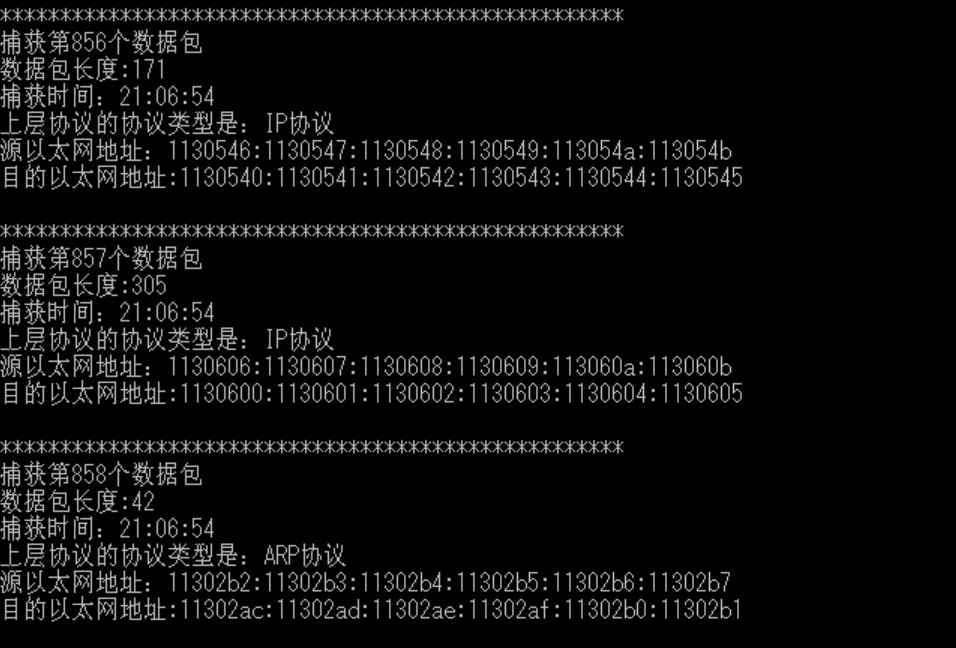 ****************************************************
捕获第856个数据包
数据包长度:171
捕获时间：21:06:54
上层协议的协议类型是：IP协议
源以太网地址：1130546:1130547:1130548:1130549:113054a:113054b
目的以太网地址:1130540:1130541:1130542:1130543:1130544:1130545
****************************************************
捕获第857个数据包
数据包长度:305
捕获时间：21:06:54
上层协议的协议类型是：IP协议
源以太网地址：1130606:1130607:1130608:1130609:113060a:113060b
目的以太网地址:1130600:1130601:1130602:1130603:1130604:1130605
****************************************************
捕获第858个数据包
数据包长度:42
捕获时间：21:06:54
上层协议的协议类型是：ARP协议
源以太网地址：11302b2:11302b3:11302b4:11302b5:11302b6:11302b7
目的以太网地址:11302ac:11302ad:11302ae:11302af:11302b0:11302b1